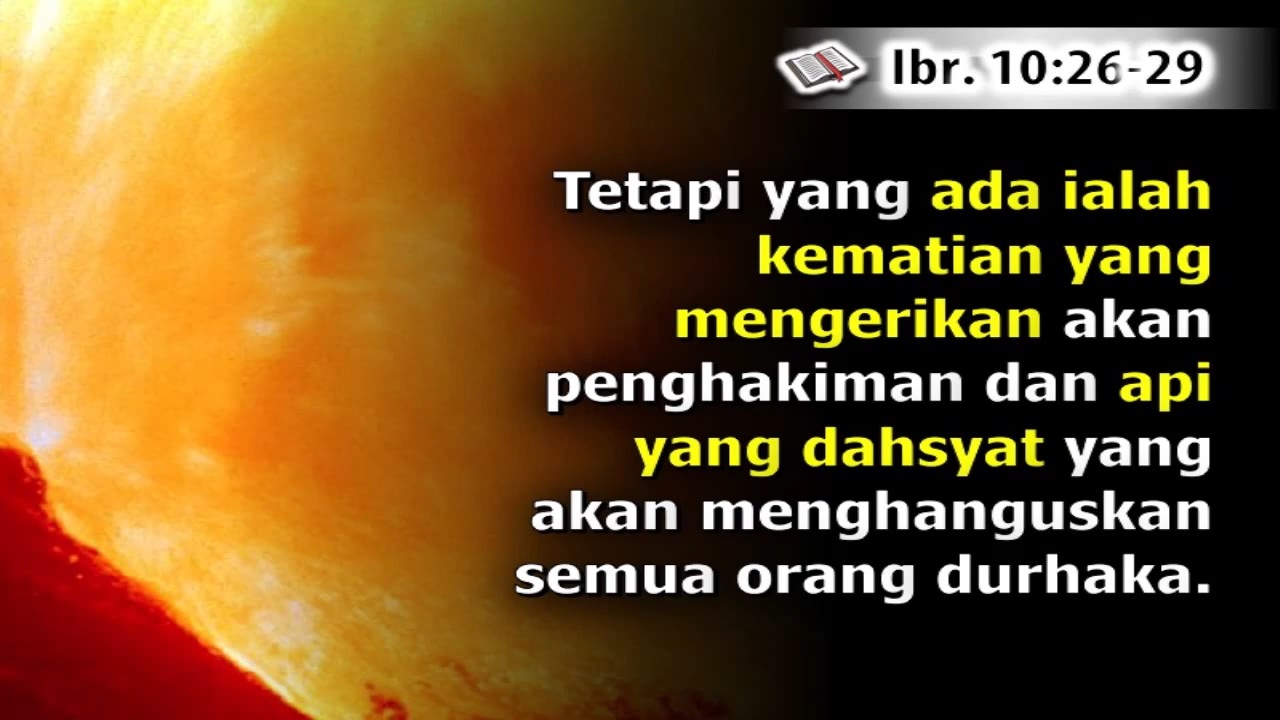 Ibr. 10:26-29
Tetapi yang ada ialah
kematian yang
mengerikan akan
penghakiman dan api
yang dahsyat yang
akan menghanguskan
semua orang durhaka.